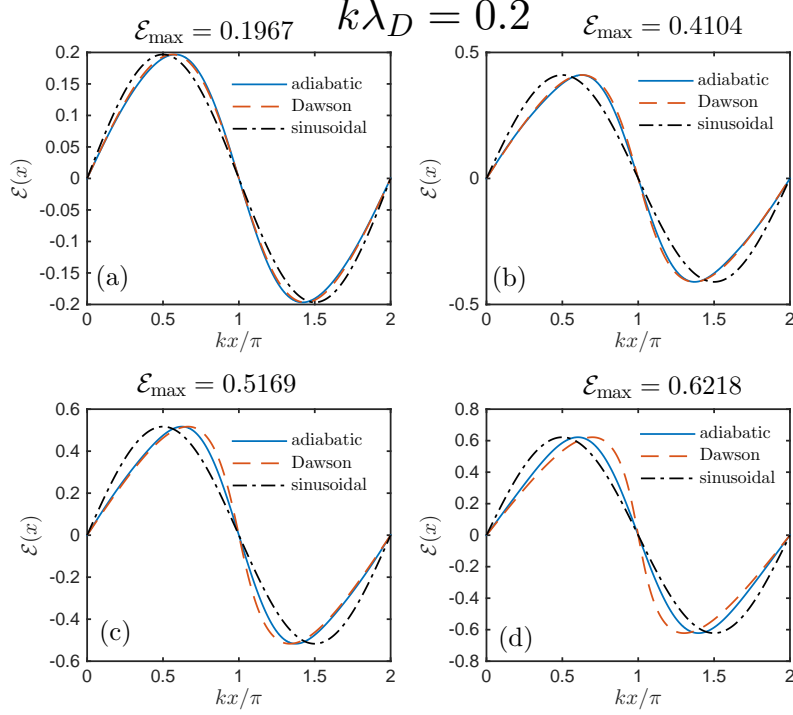 kλ_D = 0.2
ℰ_max = 0.1967
ℰ(x)
0.2
0.15
0.1
0.05
0
-0.05
-0.1
-0.15
-0.2
adiabatic
Dawson
sinusoidal
(a)
0 0.5 1 1.5 2
kx/π
ℰ_max = 0.4104
ℰ(x)
0.5
0
-0.5
adiabatic
Dawson
sinusoidal
(b)
0 0.5 1 1.5 2
kx/π
ℰ_max = 0.5169
ℰ(x)
0.6
0.4
0.2
0
-0.2
-0.4
-0.6
adiabatic
Dawson
sinusoidal
(c)
0 0.5 1 1.5 2
kx/π
ℰ_max = 0.6218
ℰ(x)
0.8
0.6
0.4
0.2
0
-0.2
-0.4
-0.6
-0.8
adiabatic
Dawson
sinusoidal
(d)
0 0.5 1 1.5 2
kx/π